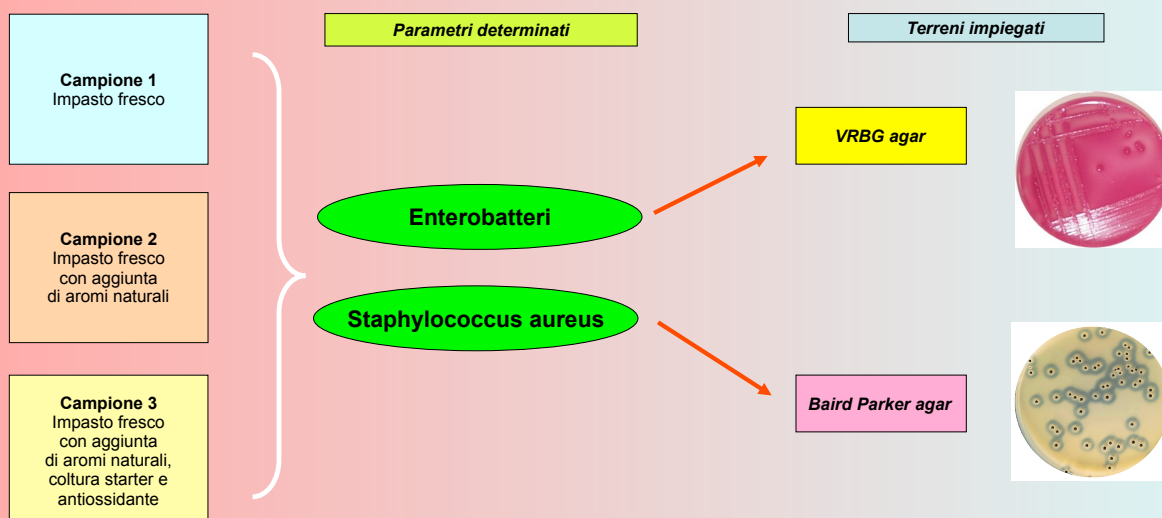 Campione 1
Impasto fresco
Campione 2
Impasto fresco
con aggiunta
di aromi naturali
Campione 3
Impasto fresco
con aggiunta
di aromi naturali,
coltura starter e
antiossidante
Parametri determinati
Enterobatteri
Staphylococcus aureus
Terreni impiegati
VRBG agar
Baird Parker agar